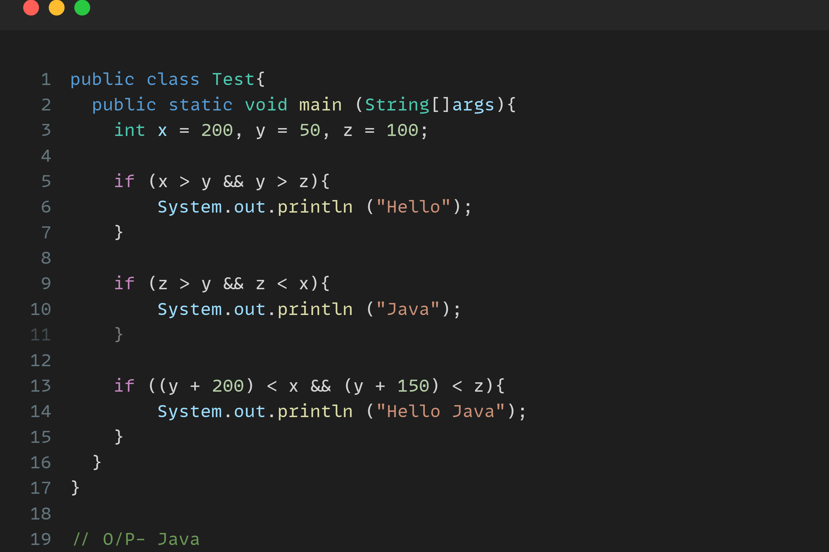 1 public class Test{
2 public static void main (String[]args){
3 int x = 200, y = 50, z = 100;
4
5 if (x > y && y > z){
6 System.out.println ("Hello");
7 }
8
9 if (z > y && z < x){
10 System.out.println ("Java");
11 }
12
13 if ((y + 200) < x && (y + 150) < z){
14 System.out.println ("Hello Java");
15 }
16 }
17 }
18
19 // O/P- Java